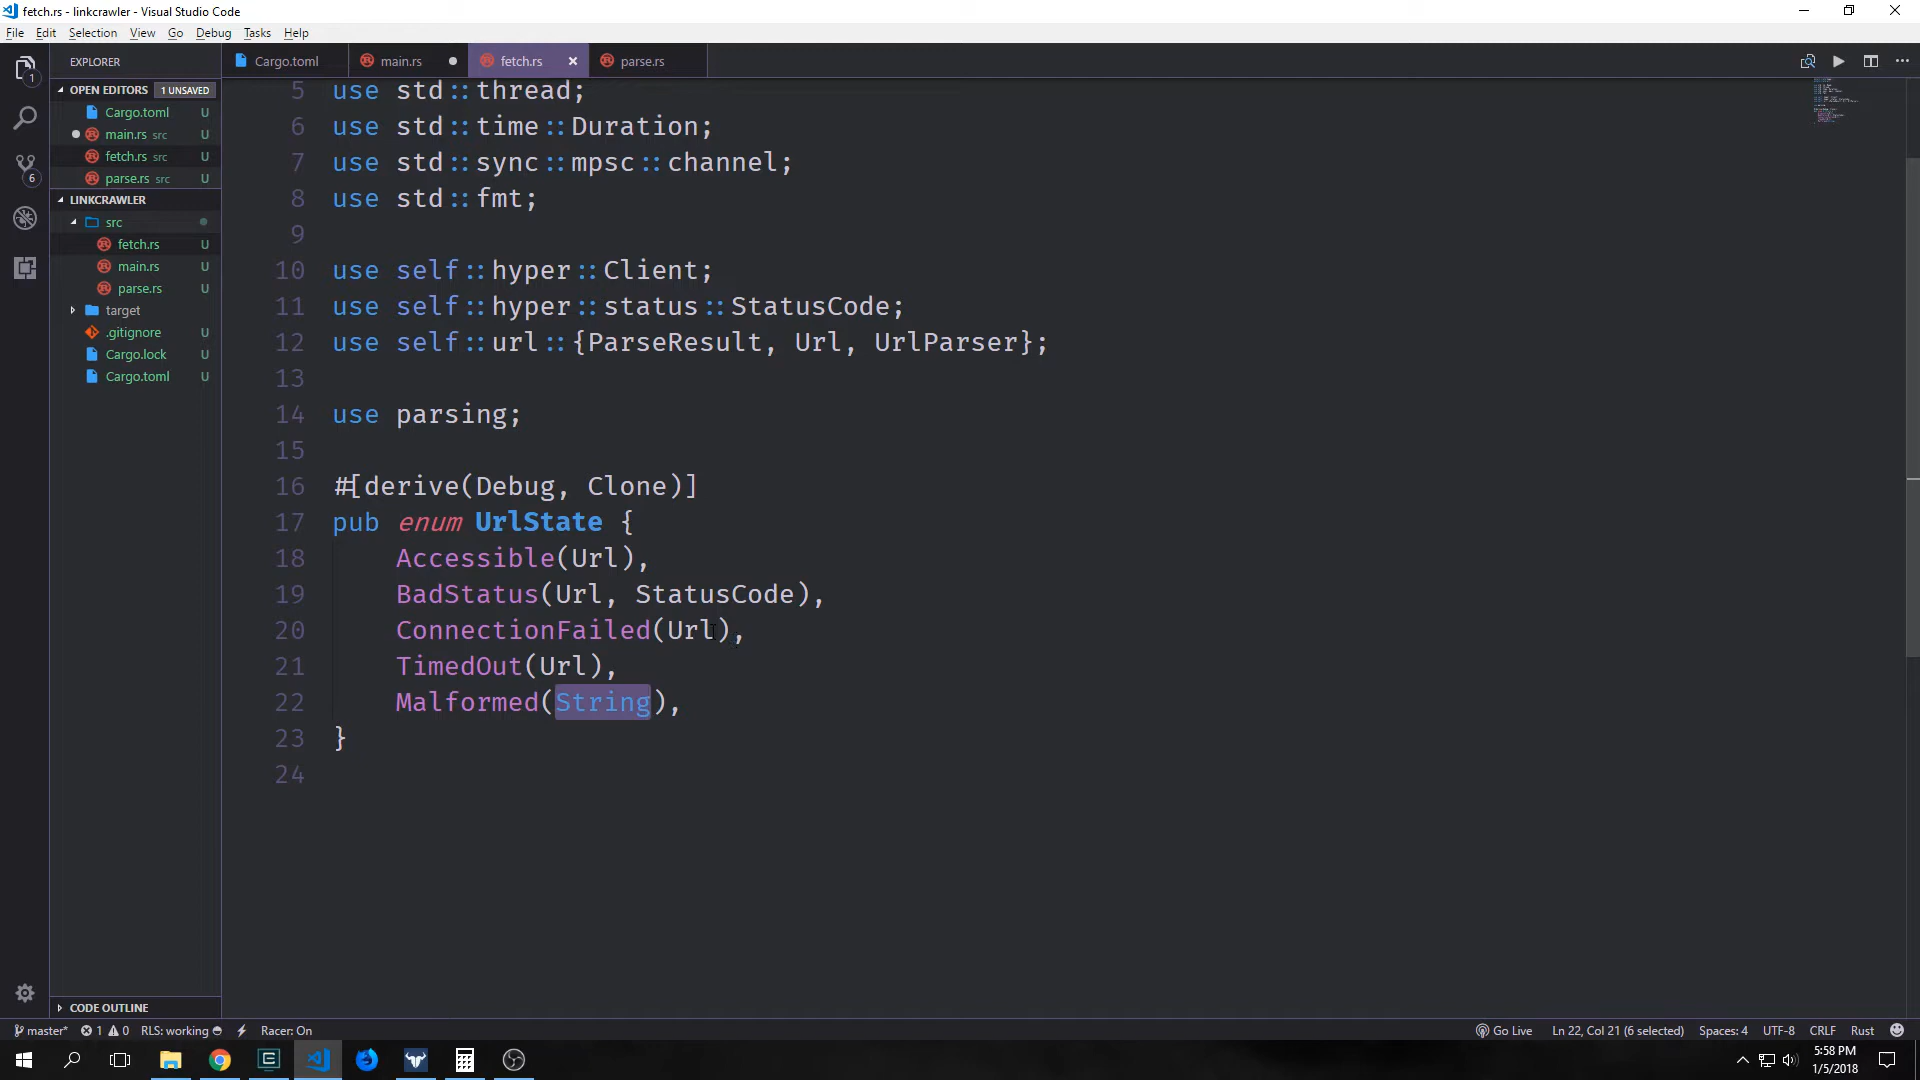 fetch.rs - linkcrawler - Visual Studio Code
File Edit Selection View Go Debug Tasks Help
EXPLORER
Cargo.toml
main.rs
fetch.rs
parse.rs
1
OPEN EDITORS 1 UNSAVED
Cargo.toml U
main.rs src U
fetch.rs src U
6
parse.rs src U
LINKCRAWLER
src
fetch.rs U
main.rs U
parse.rs U
target
.gitignore U
Cargo.lock U
Cargo.toml U
CODE OUTLINE
5 use std::thread;
6 use std::time::Duration;
7 use std::sync::mpsc::channel;
8 use std::fmt;
9
10 use self::hyper::Client;
11 use self::hyper::status::StatusCode;
12 use self::url::{ParseResult, Url, UrlParser};
13
14 use parsing;
15
16 #[derive(Debug, Clone)]
17 pub enum UrlState {
18 Accessible(Url),
19 BadStatus(Url, StatusCode),
20 ConnectionFailed(Url),
21 TimedOut(Url),
22 Malformed(String),
23 }
24
master* 1 0 RLS: working Racer: On Go Live Ln 22, Col 21 (6 selected) Spaces: 4 UTF-8 CRLF Rust
5:58 PM
1/5/2018